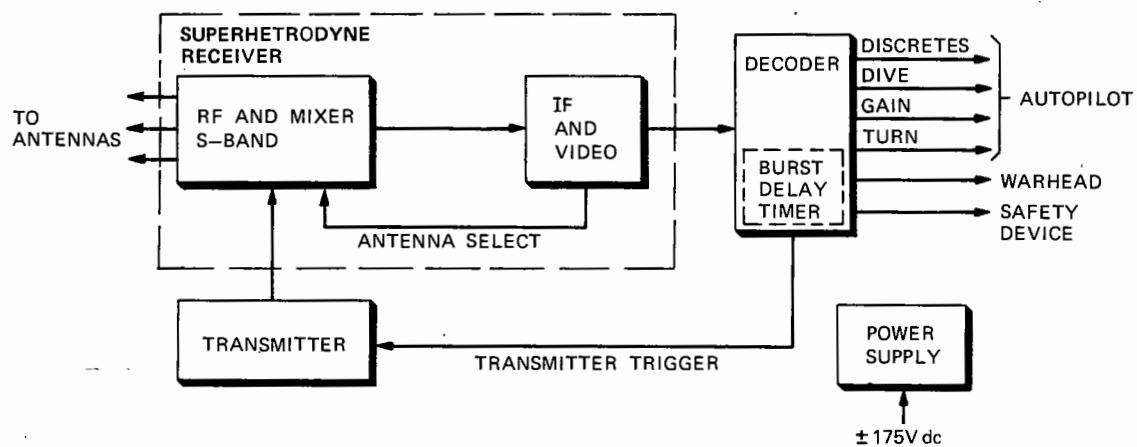 SUPERHETRODYNE
RECEIVER
TO
ANTENNAS
RF AND MIXER
S-BAND
IF
AND
VIDEO
ANTENNA SELECT
DECODER
BURST
DELAY
TIMER
DISCRETES
DIVE
GAIN
TURN
AUTOPILOT
WARHEAD
SAFETY
DEVICE
TRANSMITTER
TRANSMITTER TRIGGER
POWER
SUPPLY
± 175V dc